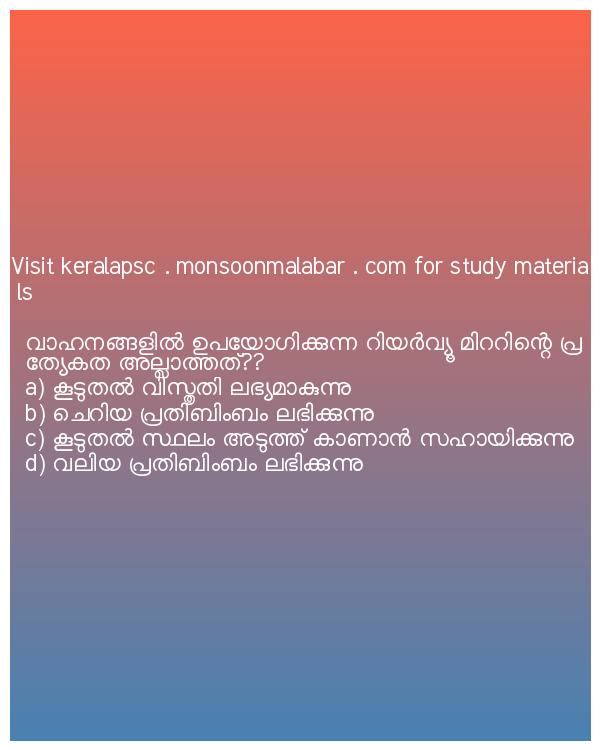 Visit keralapsc . monsoonmalabar . com for study materia
ls
വാഹനങ്ങളിൽ ഉപയോഗിക്കുന്ന റിയർവ്യൂ മിററിന്റെ പ്ര
ത്യേകത അല്ലാത്തത്??
a) കൂടുതൽ വിസ്തൃതി ലഭ്യമാകുന്നു
b) ചെറിയ പ്രതിബിംബം ലഭിക്കുന്നു
c) കൂടുതൽ സ്ഥലം അടുത്ത് കാണാൻ സഹായിക്കുന്നു
d) വലിയ പ്രതിബിംബം ലഭിക്കുന്നു